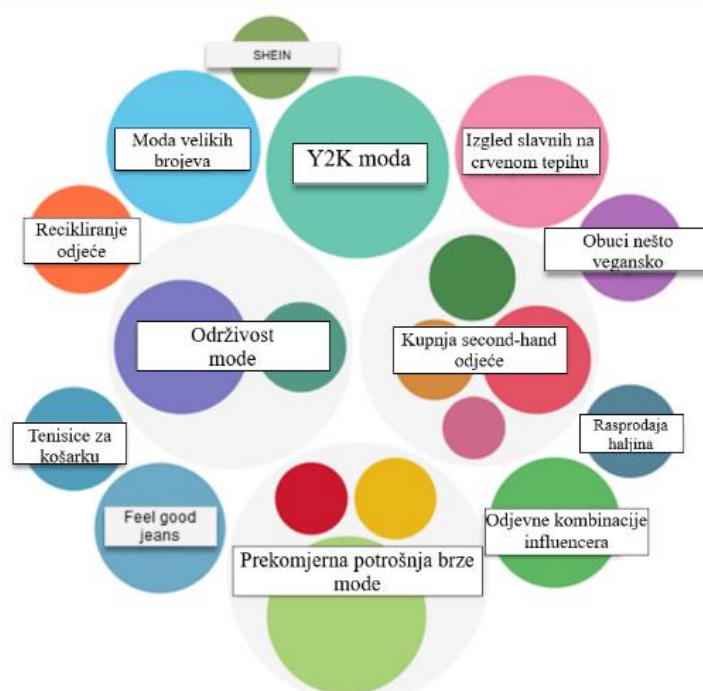 SHEIN
Moda velikih
brojeva
Y2K moda
Izgled slavnih na
crvenom tepihu
Recikliranje
odjeće
Obuci nešto
vegansko
Održivost
mode
Kupnja second-hand
odjeće
Tenisice za
košarku
Rasprodaja
haljina
Feel good
jeans
Odjevne kombinacije
influencera
Prekomjerna potrošnja brze
mode